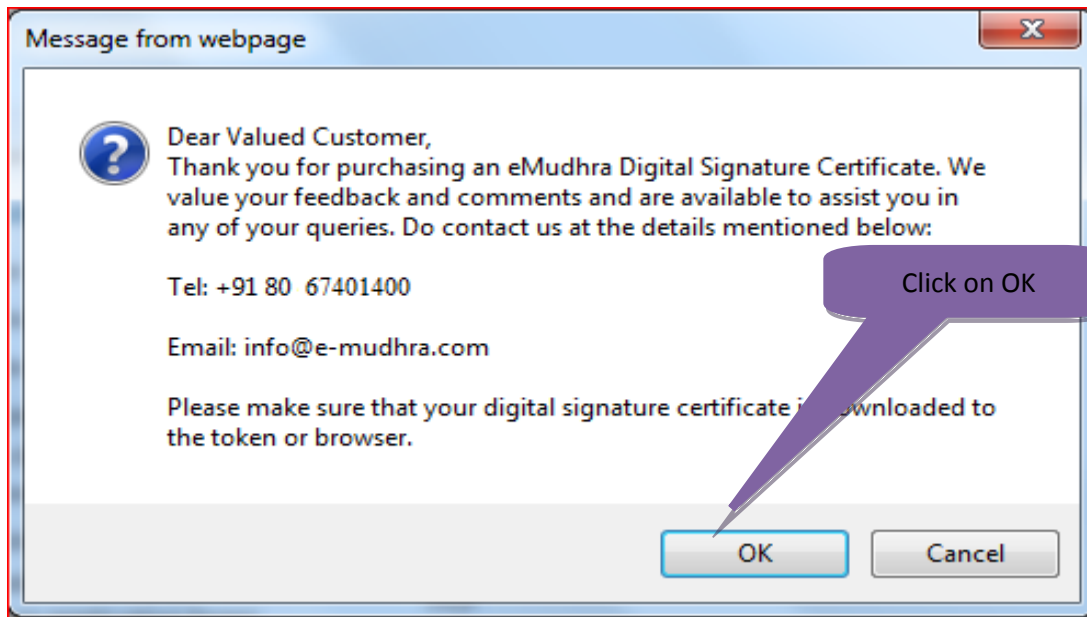 Message from webpage
Dear Valued Customer,
Thank you for purchasing an eMudhra Digital Signature Certificate. We
value your feedback and comments and are available to assist you in
any of your queries. Do contact us at the details mentioned below:
Tel: +91 80 67401400
Click on OK
Email: info@e-mudhra.com
Please make sure that your digital signature certificate ownloaded to
the token or browser.
OK Cancel